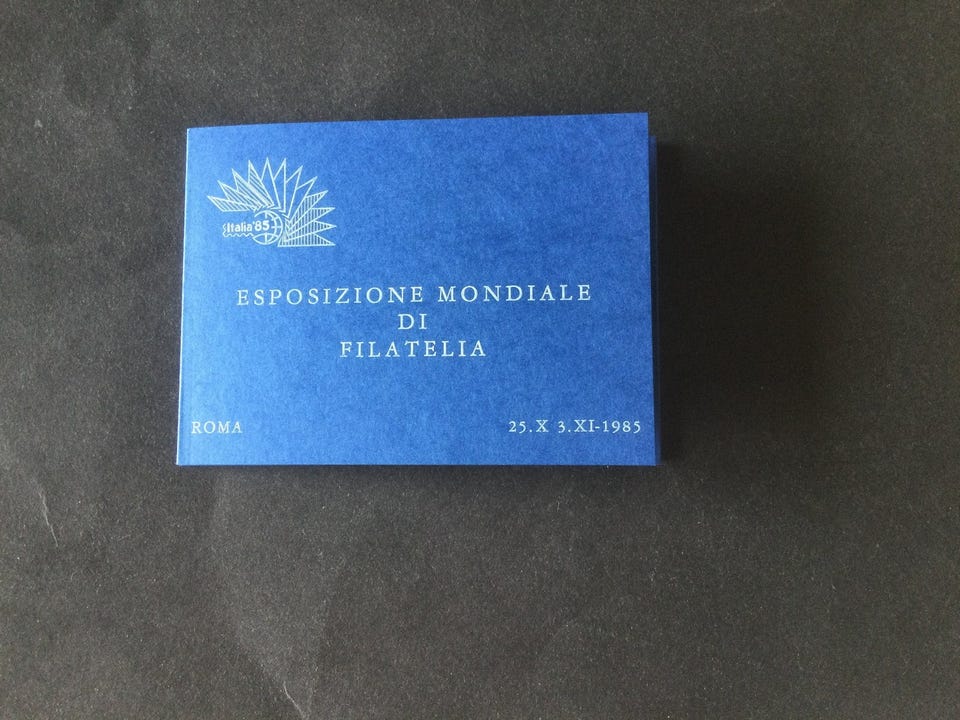 Italia'85
ESPOSIZIONE MONDIALE
DI
FILATELIA
ROMA
25.X 3.XI-1985